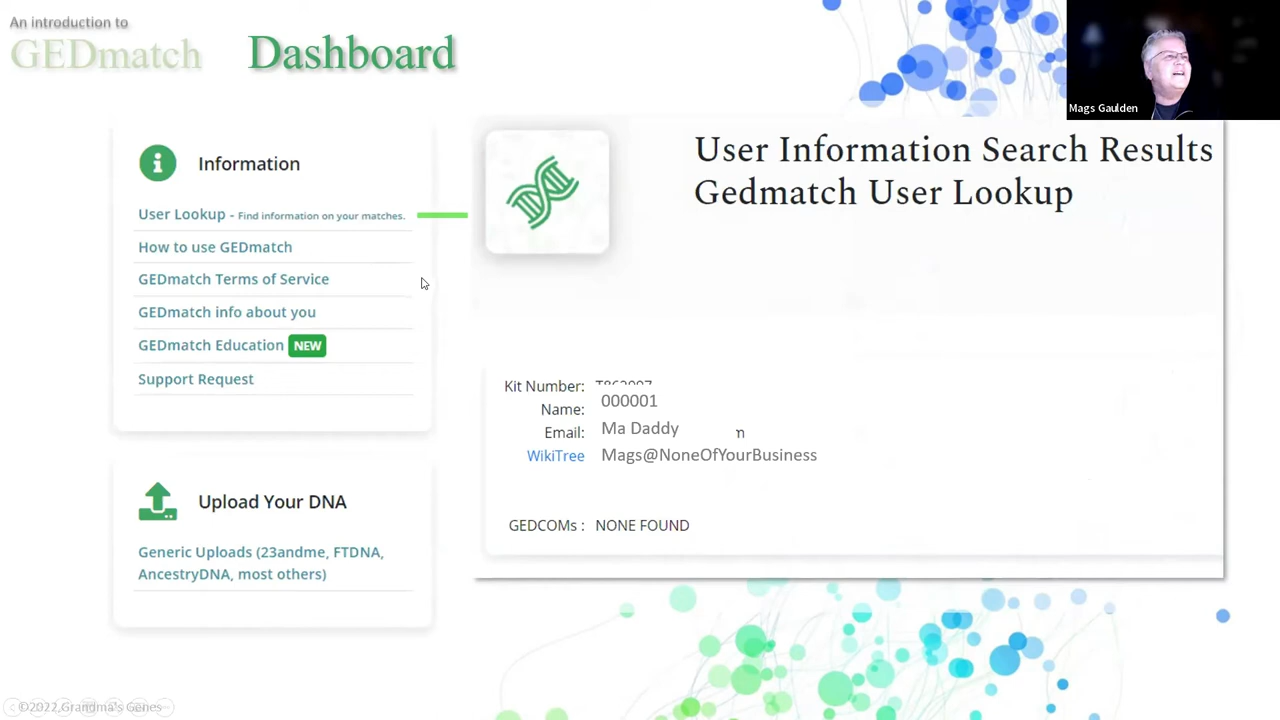 An introduction to
GEDmatch Dashboard
Mags Gaulden
Information
User Lookup - Find information on your matches.
How to use GEDmatch
GEDmatch Terms of Service
GEDmatch info about you
GEDmatch Education NEW
Support Request
Upload Your DNA
Generic Uploads (23andme, FTDNA,
AncestryDNA, most others)
User Information Search Results
Gedmatch User Lookup
Kit Number:
000001
Name:
Ma Daddy
Email:
m
WikiTree Mags@NoneOfYourBusiness
GEDCOMs : NONE FOUND
©2022 Grandma's Genes